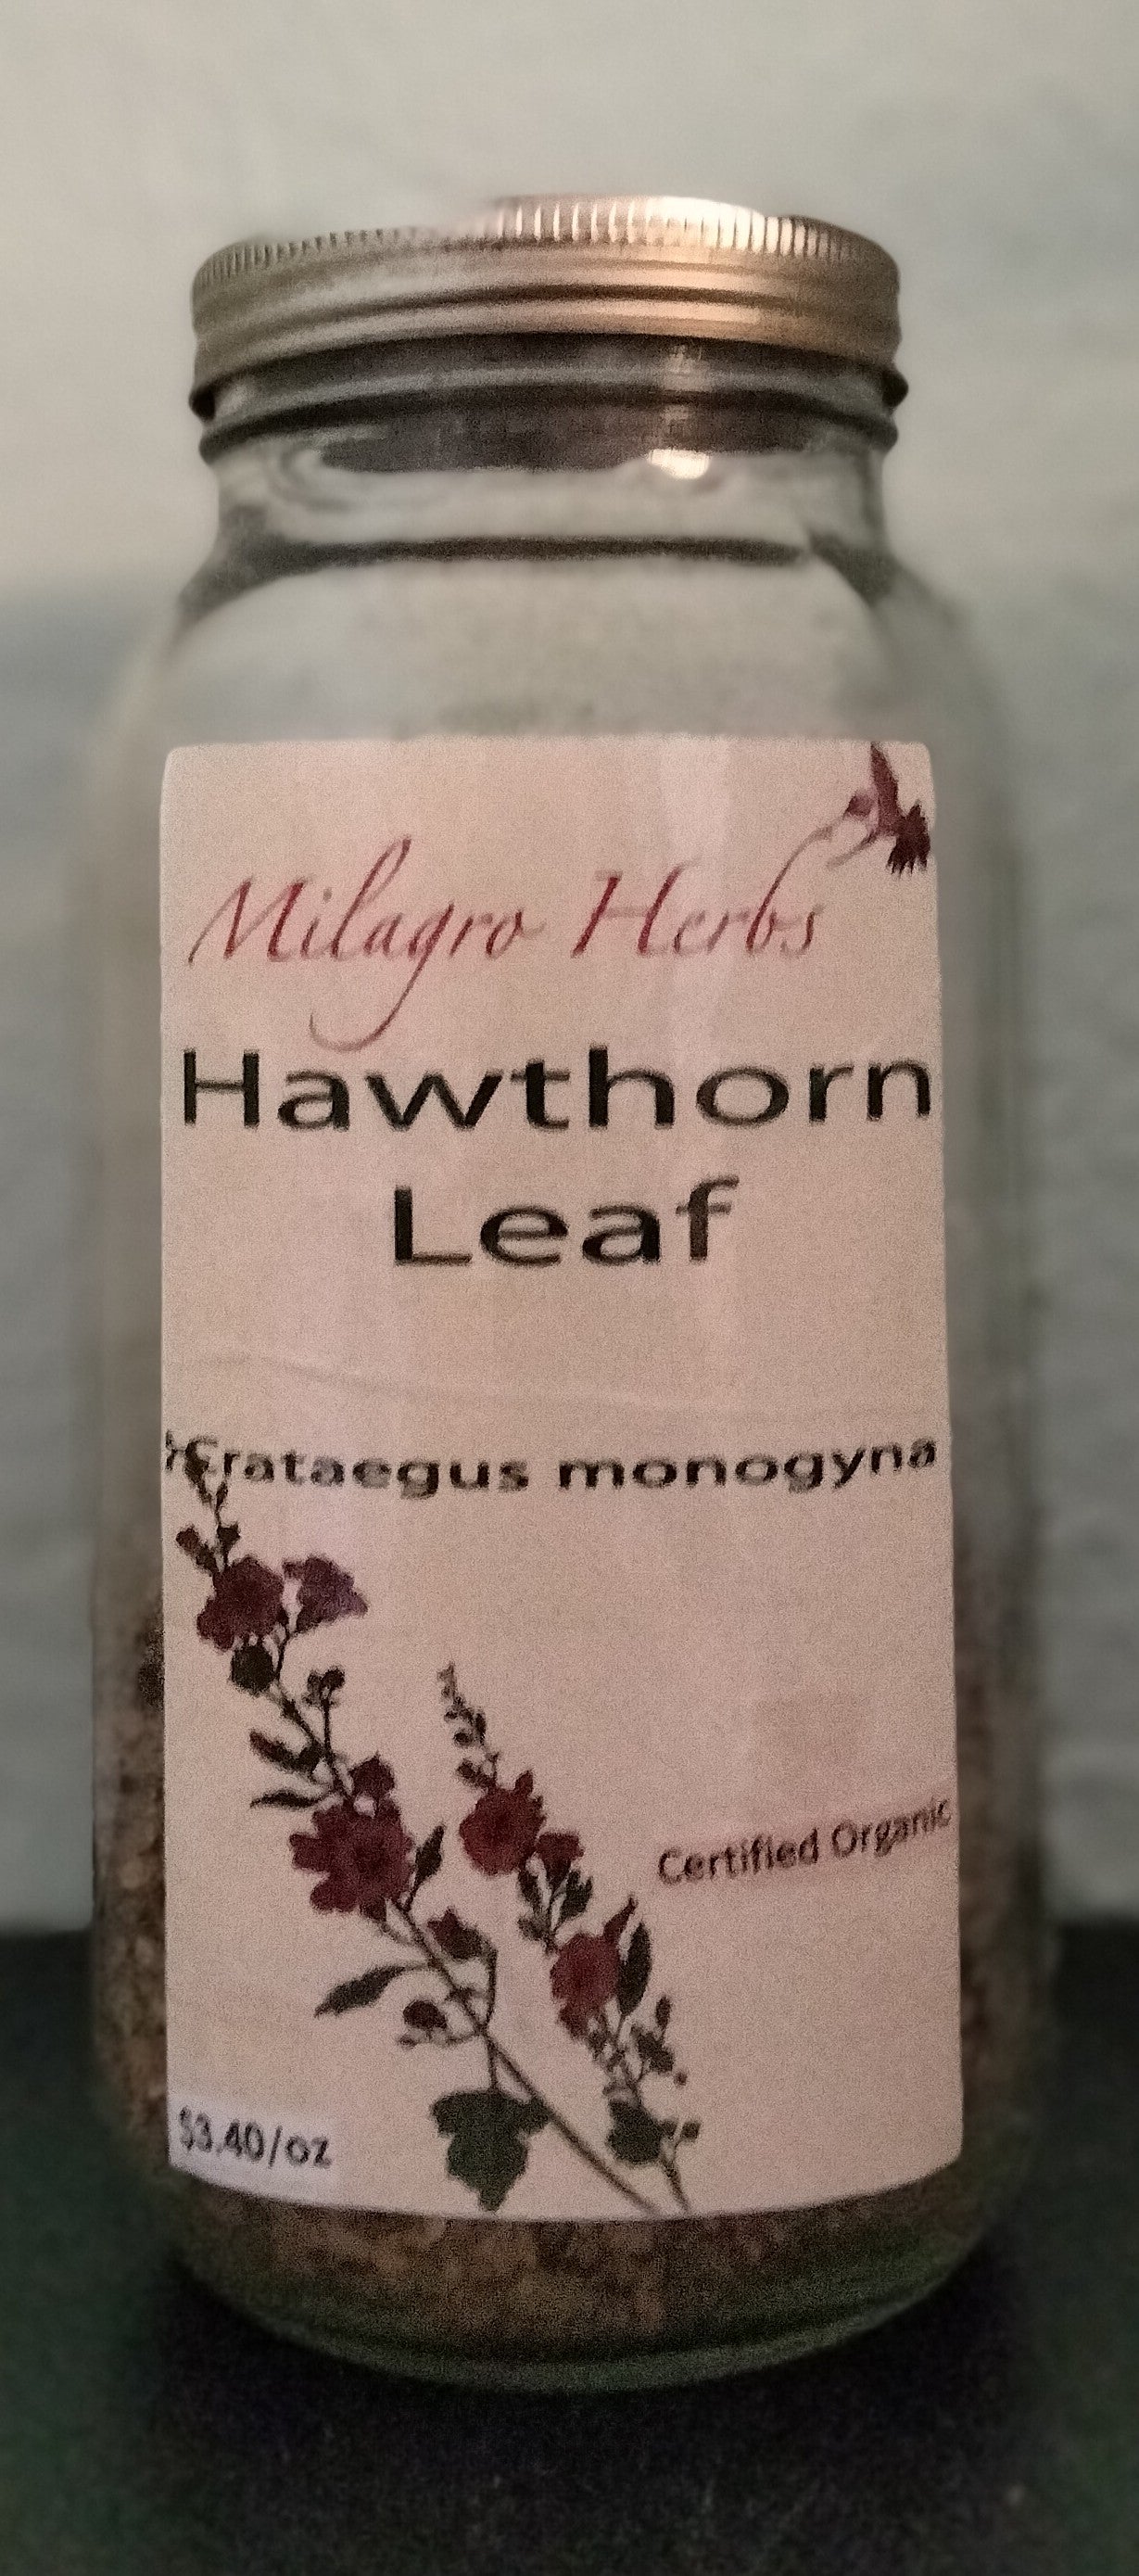 Milagro Herbs
Hawthorn
Leaf
Crataegus monogyna
Certified Organic
$3.40/oz